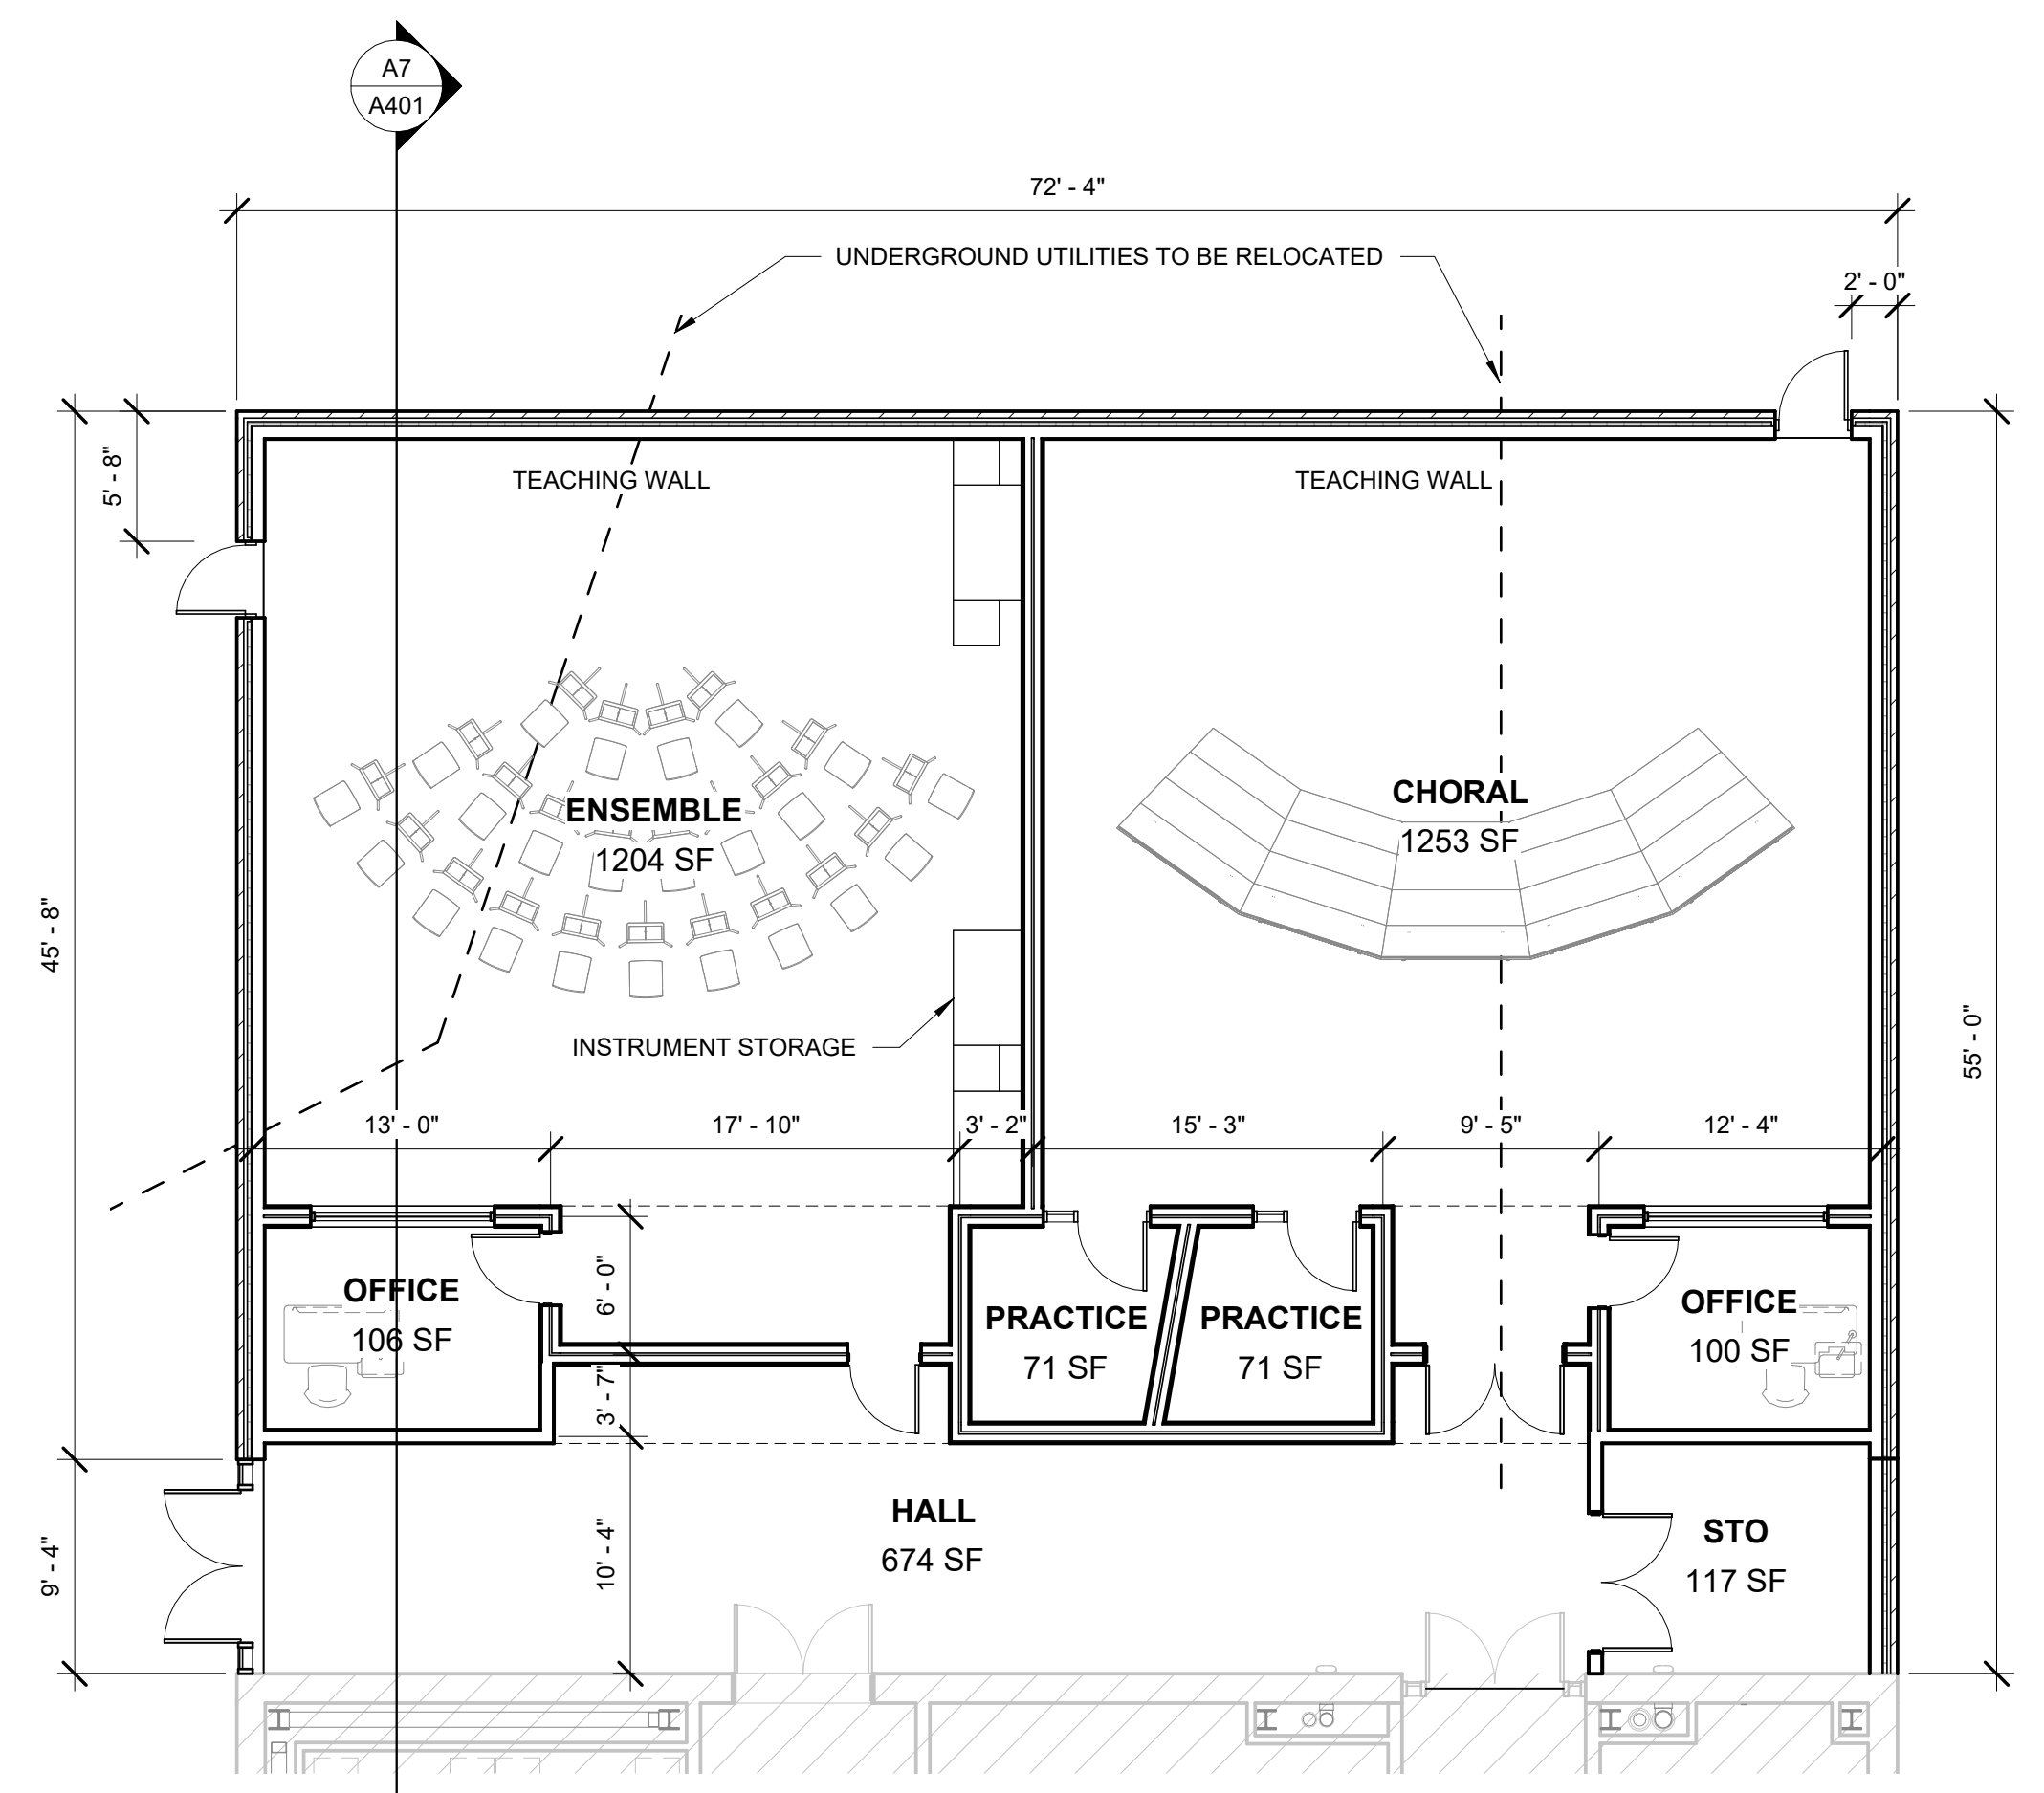 A7
A401
72' - 4"
UNDERGROUND UTILITIES TO BE RELOCATED
2' - 0"
5' - 8"
TEACHING WALL
TEACHING WALL
ENSEMBLE
1204 SF
CHORAL
1253 SF
45' - 8"
55' - 0"
INSTRUMENT STORAGE
13' - 0"
17' - 10"
3' - 2"
15' - 3"
9' - 5"
12' - 4"
OFFICE
106 SF
6' - 0"
PRACTICE
71 SF
PRACTICE
71 SF
OFFICE
100 SF
3' - 7"
HALL
674 SF
STO
117 SF
9' - 4"
10' - 4"